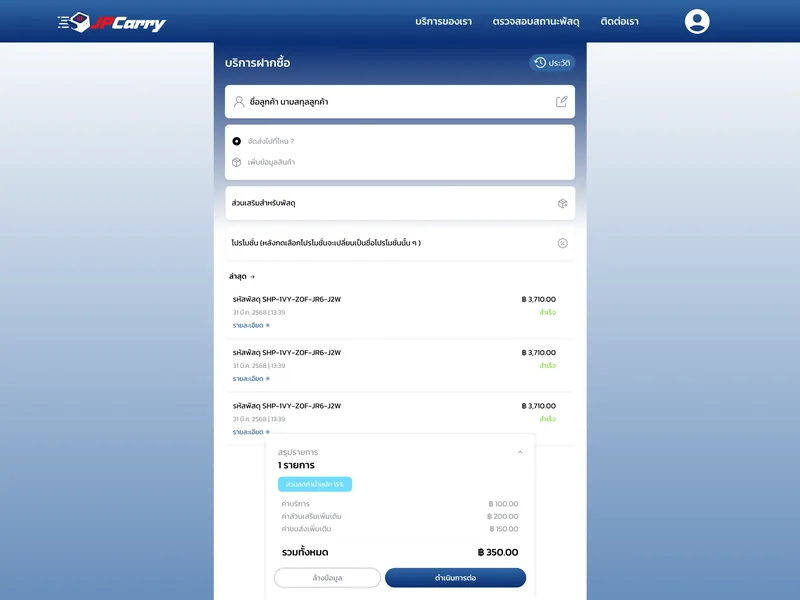 JPCarry
บริการของเรา ตรวจสอบสถานะพัสดุ ติดต่อเรา
บริการฝากซื้อ
ประวัติ
ชื่อลูกค้า นามสกุลลูกค้า
จัดส่งไปที่ไหน ?
เพิ่มข้อมูลสินค้า
ส่วนเสริมสำหรับพัสดุ
โปรโมชั่น (หลังกดเลือกโปรโมชั่นจะเปลี่ยนเป็นชื่อโปรโมชั่นนั้น ๆ )
ล่าสุด
รหัสพัสดุ SHP-1VY-Z0F-JR6-J2W ฿ 3,710.00
31 มี.ค. 2568 | 13:39 สำเร็จ
รายละเอียด
รหัสพัสดุ SHP-1VY-Z0F-JR6-J2W ฿ 3,710.00
31 มี.ค. 2568 | 13:39 สำเร็จ
รายละเอียด
รหัสพัสดุ SHP-1VY-Z0F-JR6-J2W ฿ 3,710.00
31 มี.ค. 2568 | 13:39 สำเร็จ
รายละเอียด
สรุปรายการ
1 รายการ
ส่วนลดค่าน้ำหนัก 15%
ค่าบริการ ฿ 100.00
ค่าส่วนเสริมเพิ่มเติม ฿ 200.00
ค่าขนส่งเพิ่มเติม ฿ 150.00
รวมทั้งหมด ฿ 350.00
ล้างข้อมูล ดำเนินการต่อ